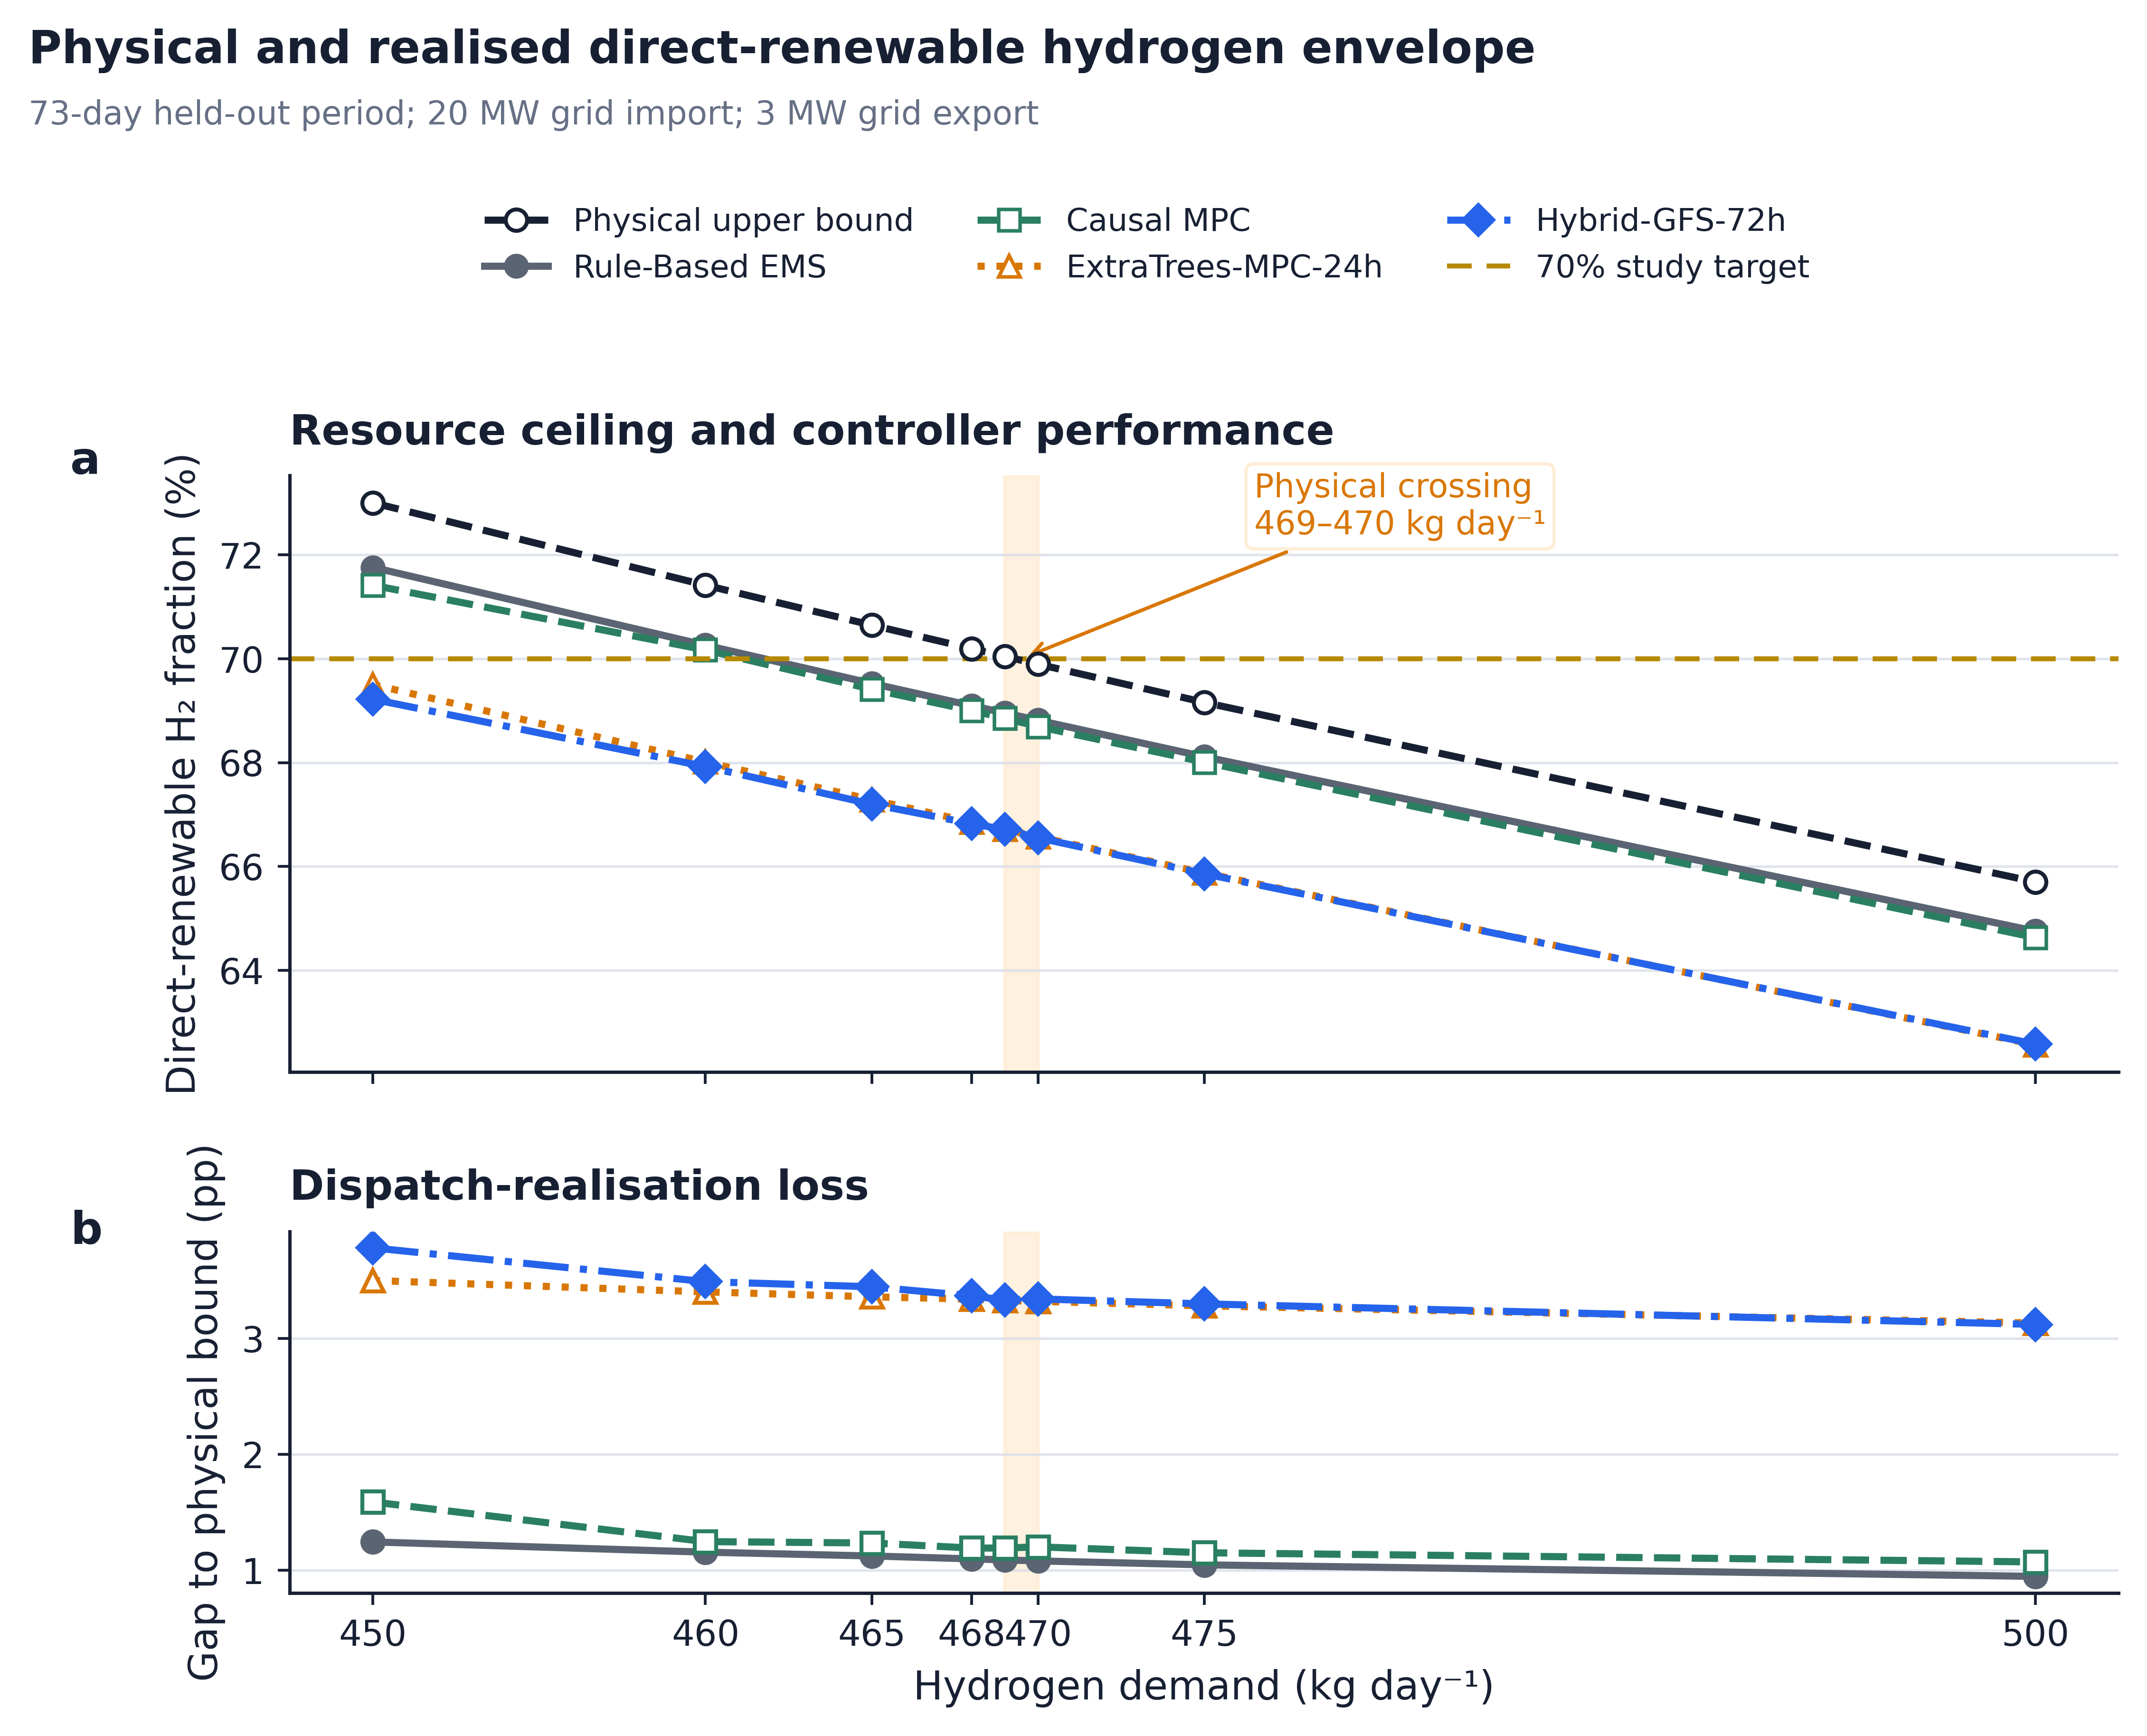 Physical and realised direct-renewable hydrogen envelope
73-day held-out period; 20 MW grid import; 3 MW grid export
Physical upper bound
Rule-Based EMS
Causal MPC
ExtraTrees-MPC-24h
Hybrid-GFS-72h
70% study target
a
Resource ceiling and controller performance
Direct-renewable H₂ fraction (%)
Physical crossing
469–470 kg day⁻¹
72
70
68
66
64
b
Dispatch-realisation loss
Gap to physical bound (pp)
3
2
1
450 460 465 468 470 475 500
Hydrogen demand (kg day⁻¹)